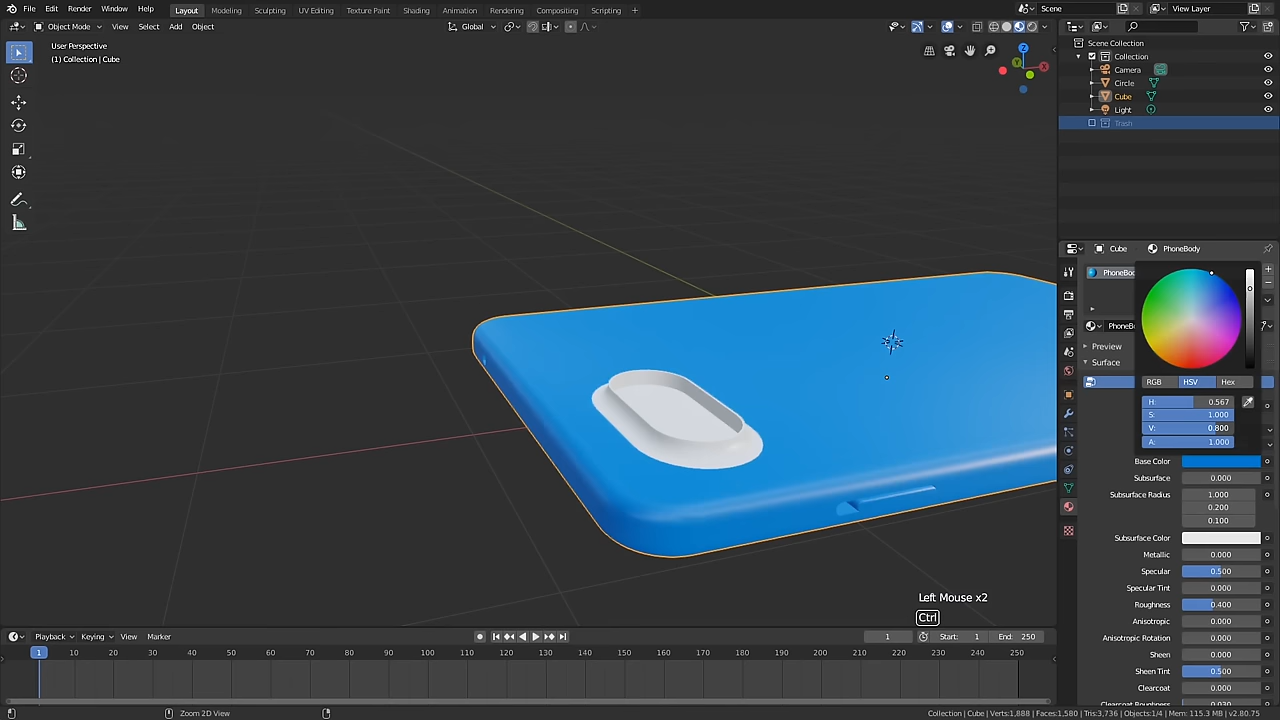 File Edit Render Window Help Layout Modeling Sculpting UV Editing Texture Paint Shading Animation Rendering Compositing Scripting + Scene View Layer
Object Mode View Select Add Object Global
User Perspective
(1) Collection | Cube
Z
Y
X
Scene Collection
Collection
Camera
Circle
Cube
Light
Trash
Cube PhoneBody
PhoneBod
PhoneBo
Preview
Surface
RGB HSV Hex
H: 0.567
S: 1.000
V: 0.800
A: 1.000
Base Color
Subsurface 0.000
Subsurface Radius 1.000
0.200
0.100
Subsurface Color
Metallic 0.000
Specular 0.500
Specular Tint 0.000
Roughness 0.400
Anisotropic 0.000
Anisotropic Rotation 0.000
Sheen 0.000
Sheen Tint 0.500
Clearcoat 0.000
Clearcoat Roughness 0.030
Left Mouse x2
Ctrl
Playback Keying View Marker 1 Start: 1 End: 250
1 10 20 30 40 50 60 70 80 90 100 110 120 130 140 150 160 170 180 190 200 210 220 230 240 250
Zoom 2D View Collection | Cube | Verts:1,888 | Faces:1,580 | Tris:3,736 | Objects:1/4 | Mem: 115.3 MB | v2.80.75